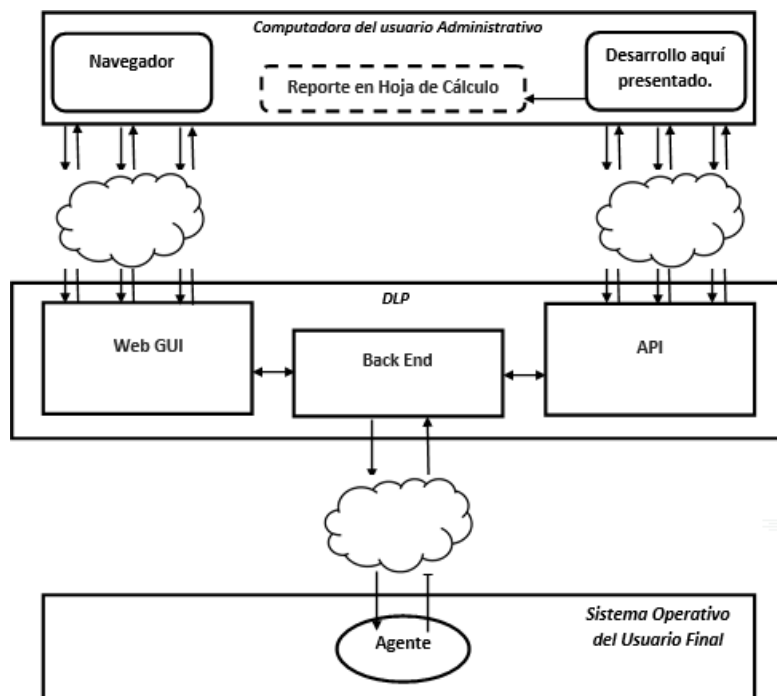 Computadora del usuario Administrativo
Navegador
Reporte en Hoja de Cálculo
Desarrollo aquí
presentado.
DLP
Web GUI
Back End
API
Sistema Operativo
del Usuario Final
Agente